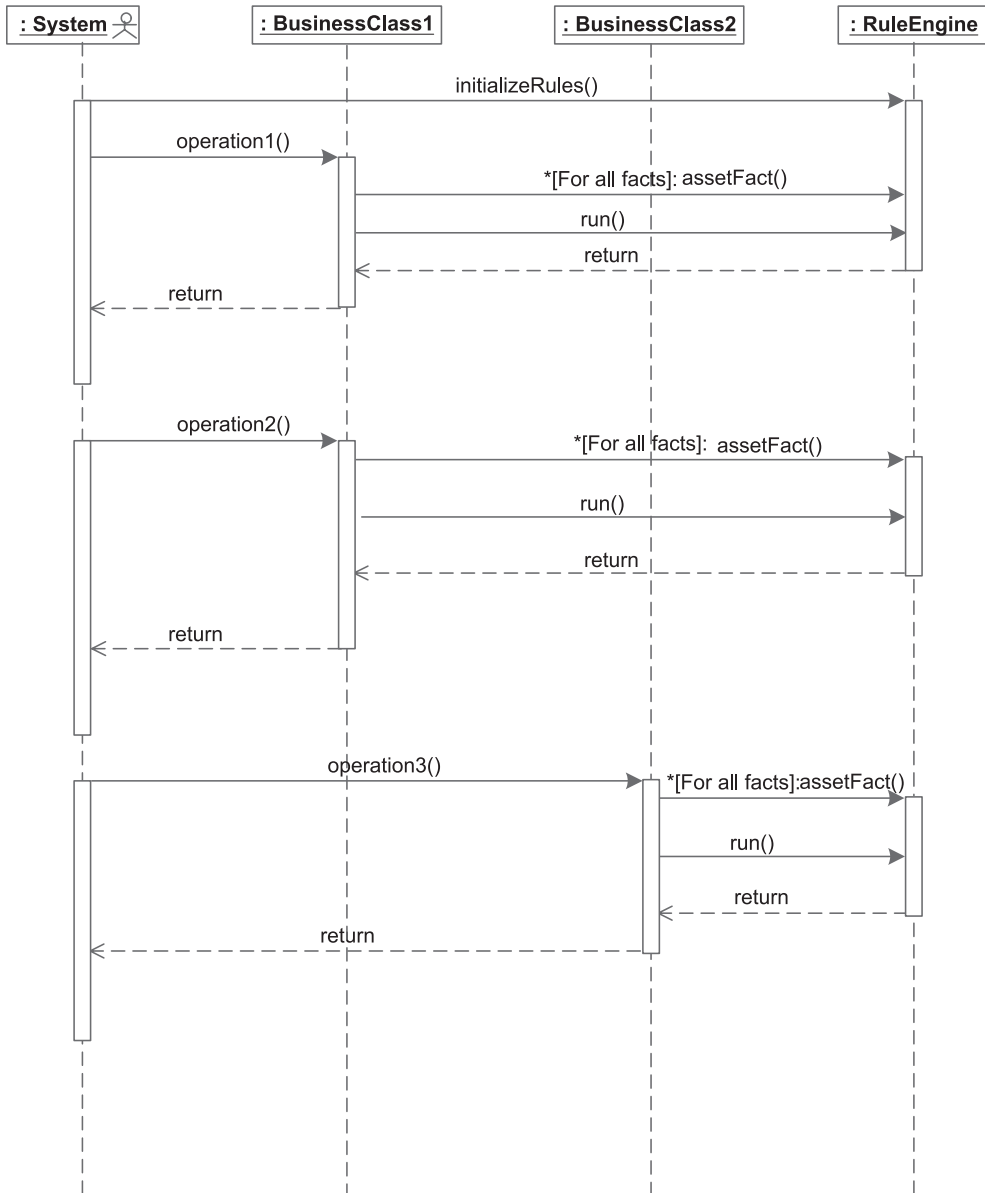 : System
: BusinessClass1
: BusinessClass2
: RuleEngine
initializeRules()
operation1()
*[For all facts]: assetFact()
run()
return
return
operation2()
*[For all facts]: assetFact()
run()
return
return
operation3()
*[For all facts]:assetFact()
run()
return
return